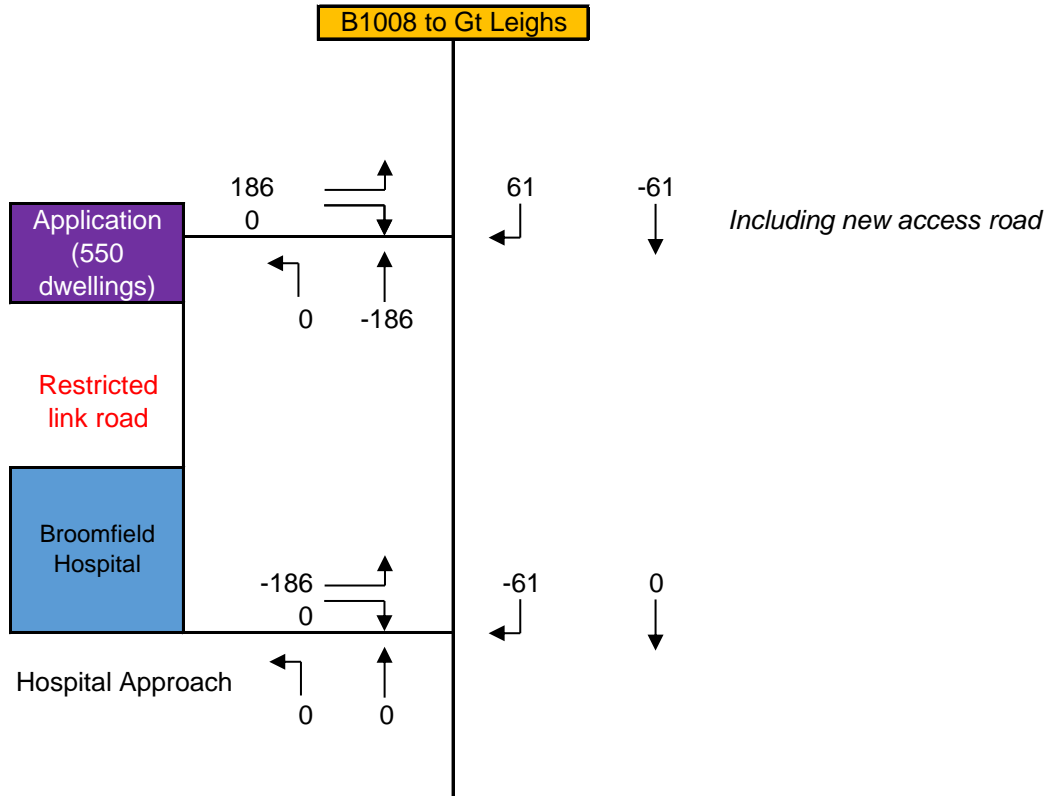 B1008 to Gt Leighs
186
0
61
-61
Including new access road
Application
(550
dwellings)
0
-186
Restricted
link road
Broomfield
Hospital
-186
0
-61
0
Hospital Approach
0
0